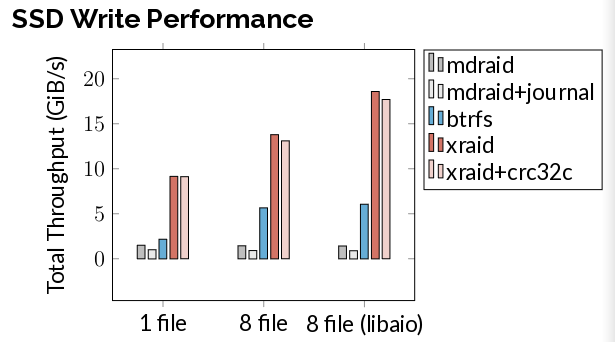 SSD Write Performance
Total Throughput (GiB/s)
20
15
10
5
0
1 file
8 file
8 file (libaio)
mdraid
mdraid+journal
btrfs
xraid
xraid+crc32c